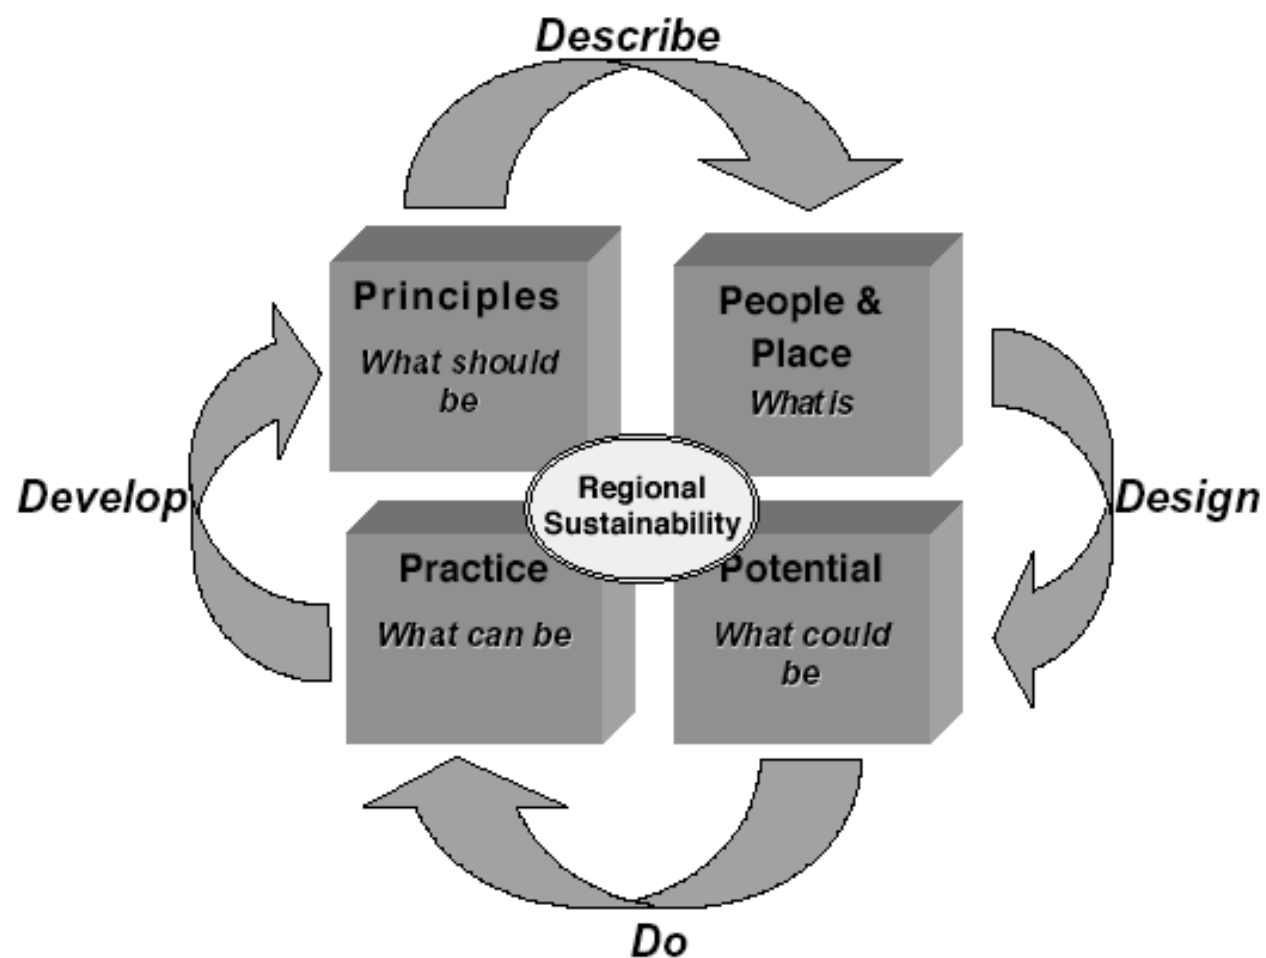 Describe
Principles
What should
be
People &
Place
What is
Develop
Regional
Sustainability
Design
Practice
What can be
Potential
What could
be
Do